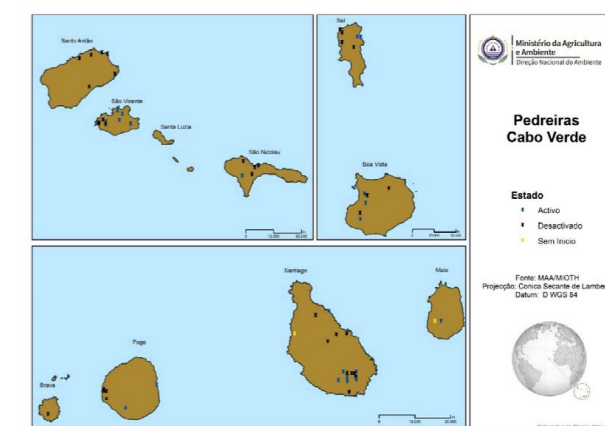 Santo Antão
São Vicente
Santa Luzia
São Nicolau
Sal
Boa Vista
Ministério da Agricultura
e Ambiente
Direção Nacional do Ambiente
Pedreiras
Cabo Verde
Estado
Activo
Desactivado
Sem Inicio
Fonte: MAA/MIOTH
Projecção: Conica Secante de Lamber
Datum: D WGS 84
Santiago
Maio
Fogo
Brava